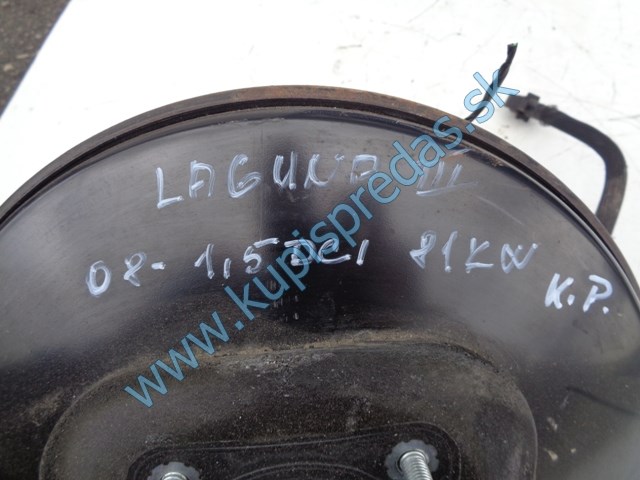 LAGUNA III
08- 1,5 DCI 81KW
K.P.
www.kupispredas.sk